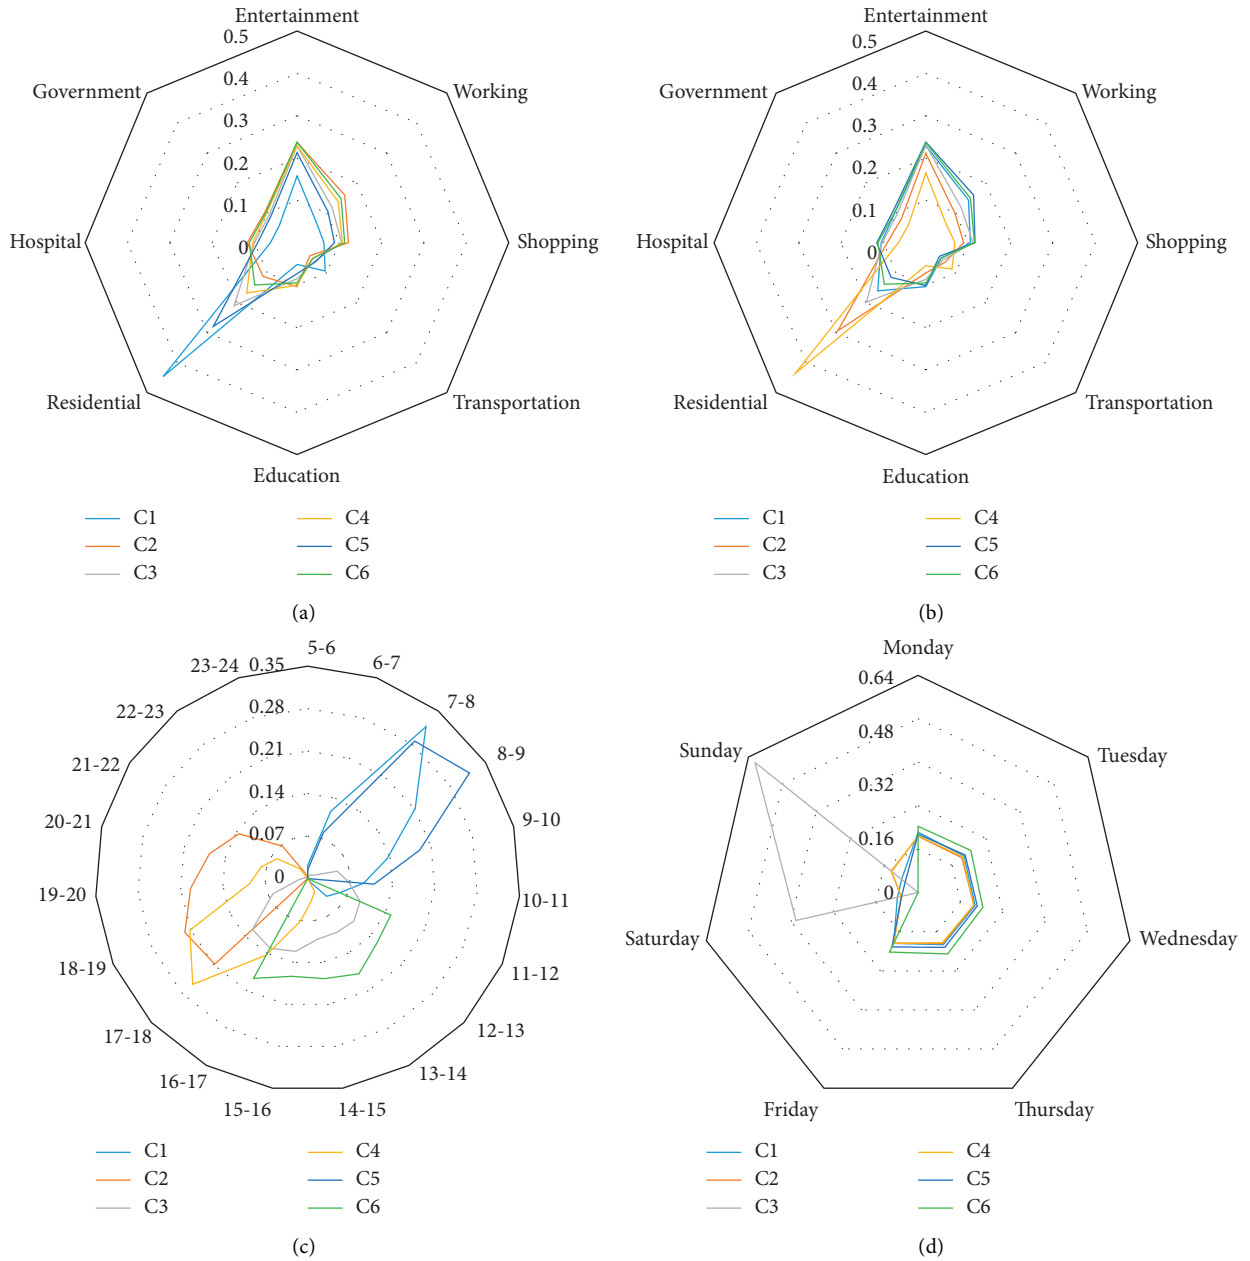 Entertainment
0.5
0.4
0.3
0.2
0.1
0
Government
Working
Hospital
Shopping
Residential
Transportation
Education
C1
C2
C3
C4
C5
C6
(a)
Entertainment
0.5
0.4
0.3
0.2
0.1
0
Government
Working
Hospital
Shopping
Residential
Transportation
Education
C1
C2
C3
C4
C5
C6
(b)
5-6
6-7
7-8
8-9
9-10
10-11
11-12
12-13
13-14
14-15
15-16
16-17
17-18
18-19
19-20
20-21
21-22
22-23
23-24
0.35
0.28
0.21
0.14
0.07
0
C1
C2
C3
C4
C5
C6
(c)
Monday
0.64
0.48
0.32
0.16
0
Sunday
Tuesday
Saturday
Wednesday
Friday
Thursday
C1
C2
C3
C4
C5
C6
(d)